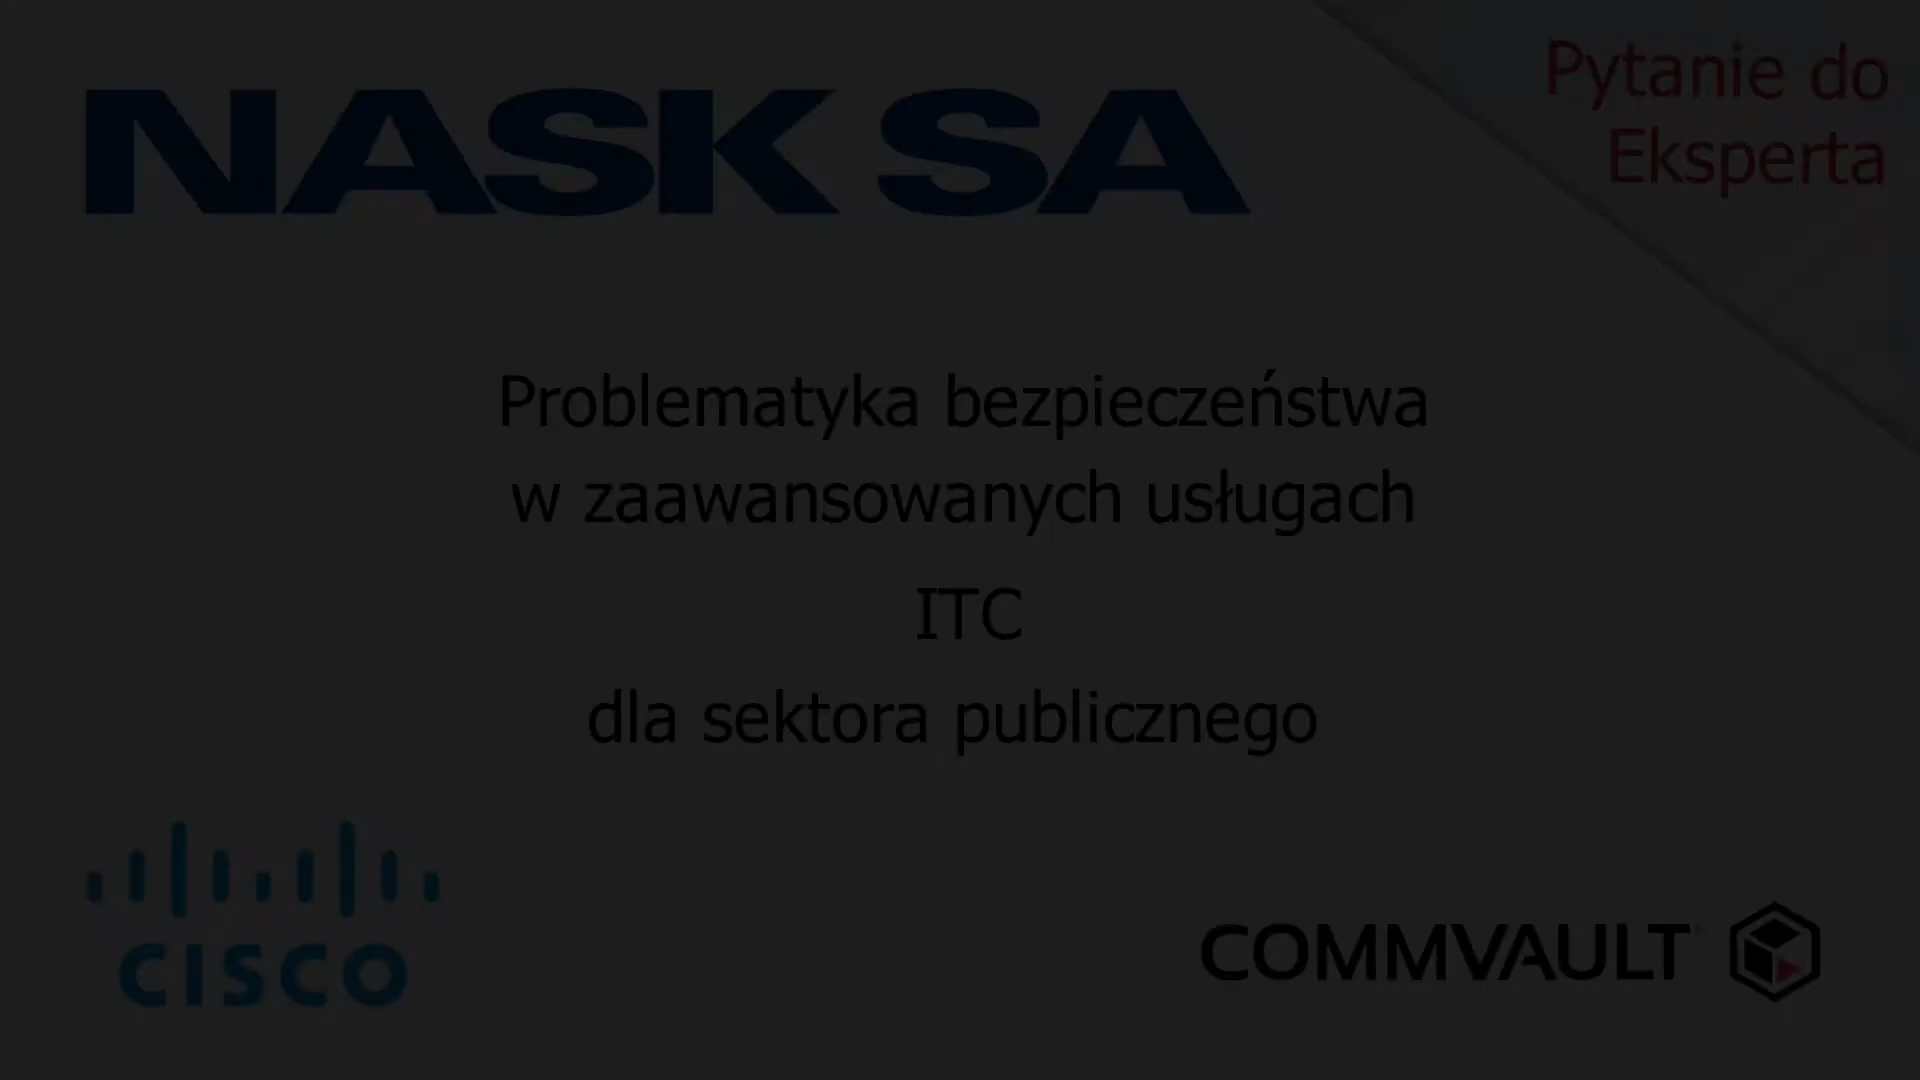 NASK SA
Pytanie do
Eksperta
Problematyka bezpieczeństwa
w zaawansowanych usługach
ITC
dla sektora publicznego
CISCO
COMMVAULT